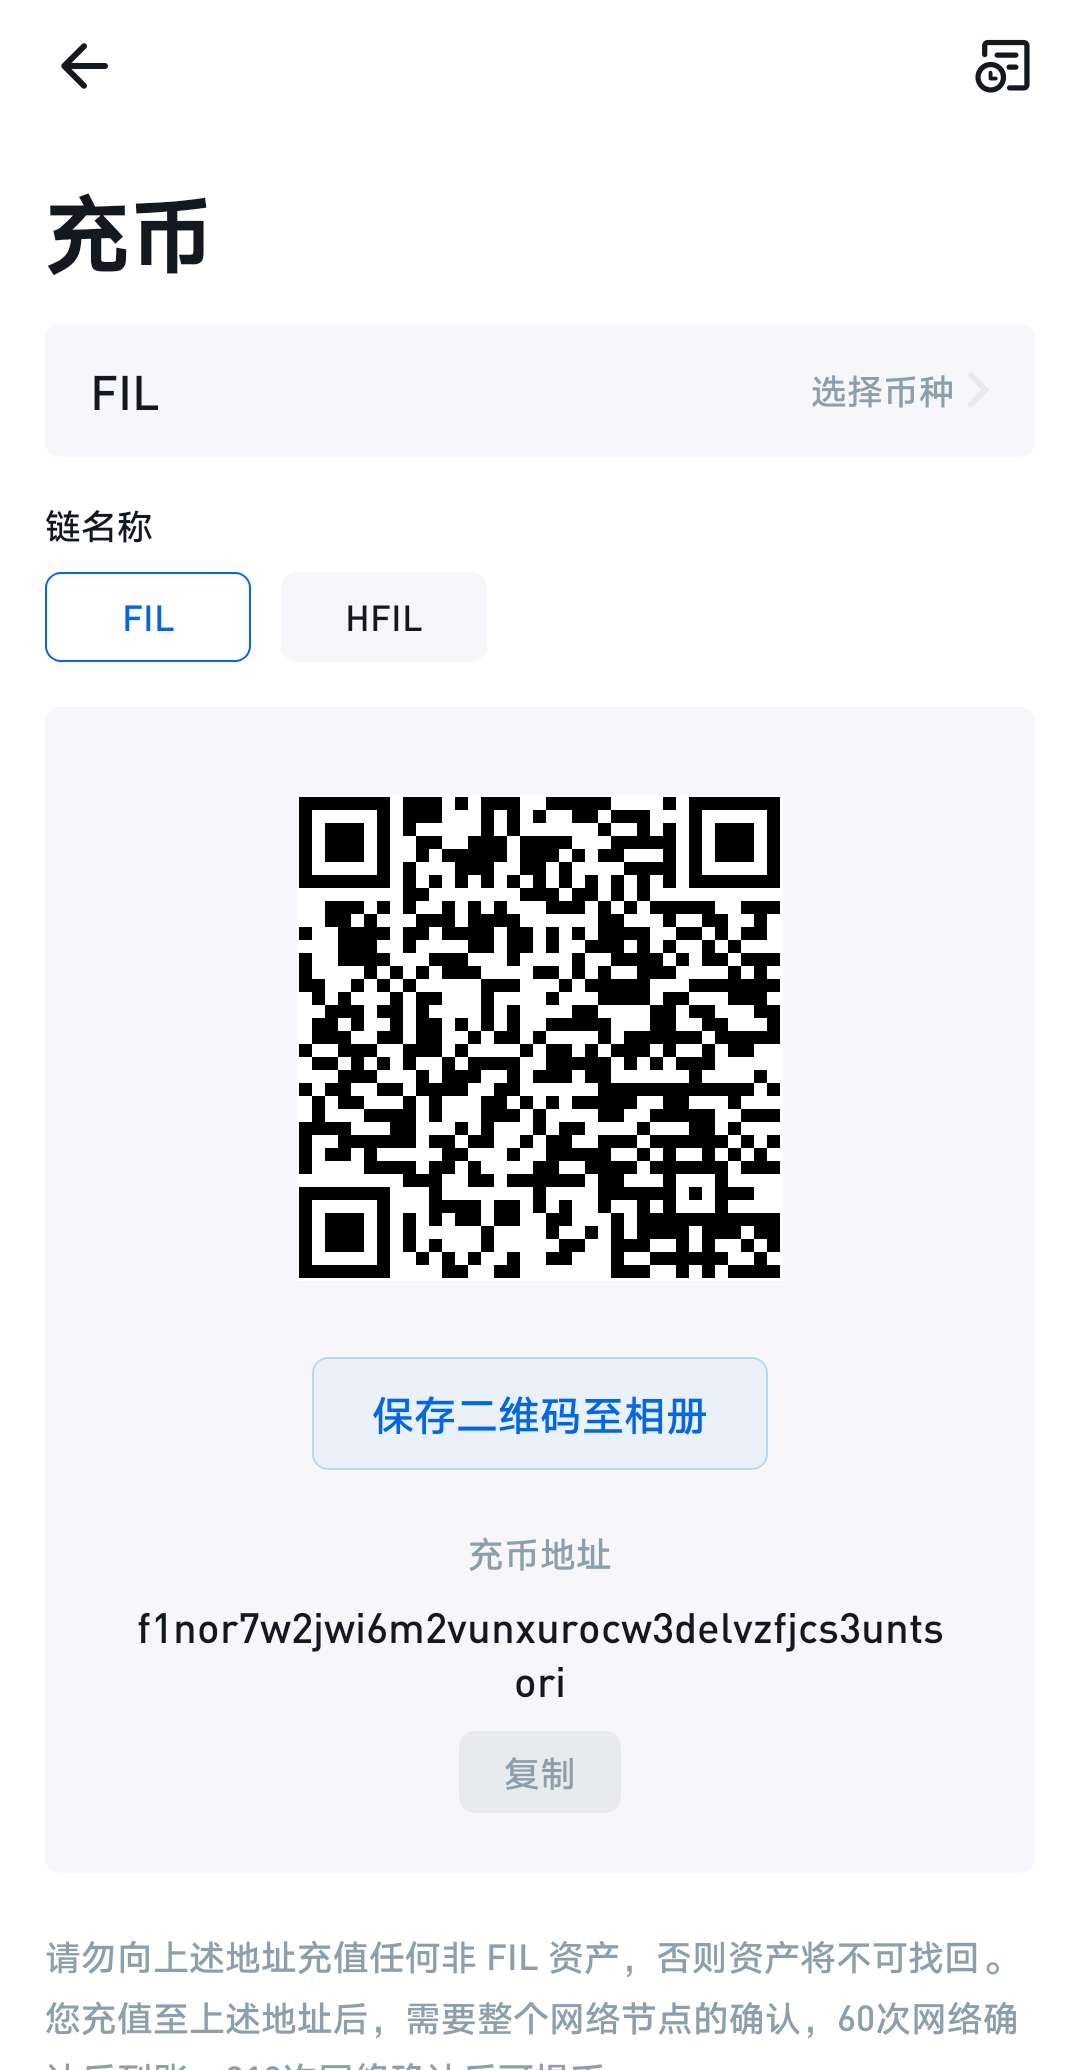 充币
FIL 选择币种
链名称
FIL HFIL
保存二维码至相册
充币地址
f1nor7w2jwi6m2vunxurocw3delvzfjcs3unts
ori
复制
请勿向上述地址充值任何非 FIL 资产，否则资产将不可找回。
您充值至上述地址后，需要整个网络节点的确认，60次网络确